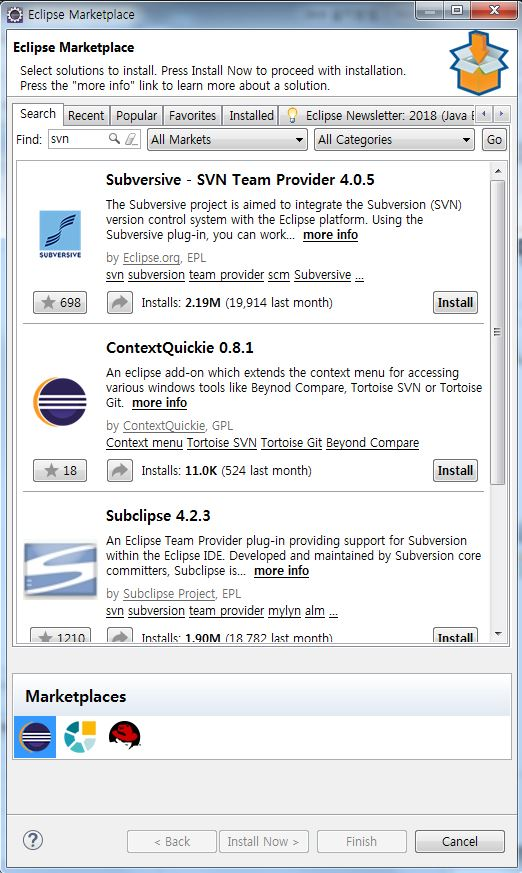 Eclipse Marketplace
Eclipse Marketplace
Select solutions to install. Press Install Now to proceed with installation.
Press the "more info" link to learn more about a solution.
Search Recent Popular Favorites Installed Eclipse Newsletter: 2018 (Java E
Find: svn All Markets All Categories Go
Subversive - SVN Team Provider 4.0.5
The Subversive project is aimed to integrate the Subversion (SVN)
version control system with the Eclipse platform. Using the
Subversive plug-in, you can work... more info
SUBVERSIVE
by Eclipse.org, EPL
svn subversion team provider scm Subversive ...
698 Installs: 2.19M (19,914 last month) Install
ContextQuickie 0.8.1
An eclipse add-on which extends the context menu for accessing
various windows tools like Beynod Compare, Tortoise SVN or Tortoise
Git. more info
by ContextQuickie, GPL
Context menu Tortoise SVN Tortoise Git Beyond Compare
18 Installs: 11.0K (524 last month) Install
Subclipse 4.2.3
An Eclipse Team Provider plug-in providing support for Subversion
within the Eclipse IDE. Developed and maintained by Subversion core
committers, Subclipse is... more info
by Subclipse Project, EPL
svn subversion team provider mylyn alm ...
1210 Installs: 1.90M (18,782 last month) Install
Marketplaces
? < Back Install Now > Finish Cancel